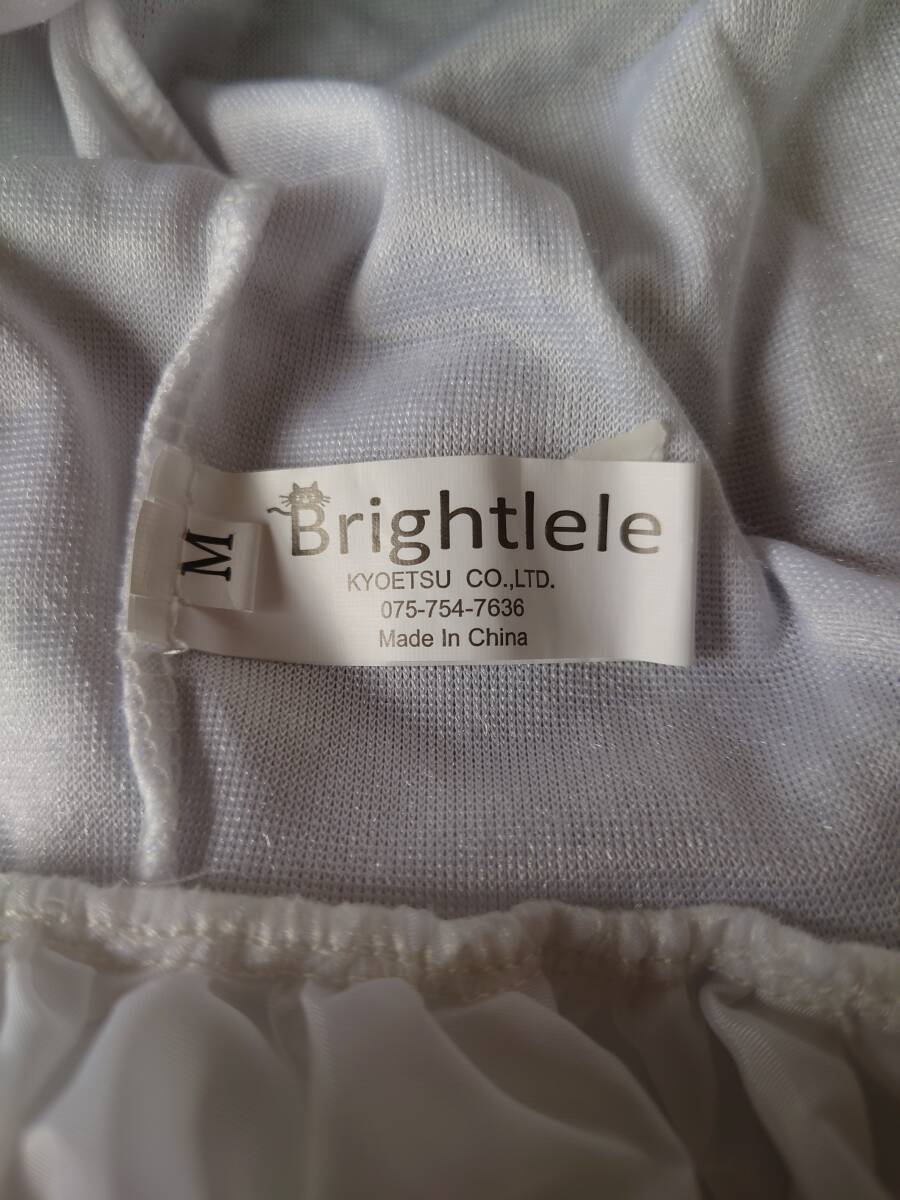 Brightlele
KYOETSU CO.,LTD.
075-754-7636
Made In China
M